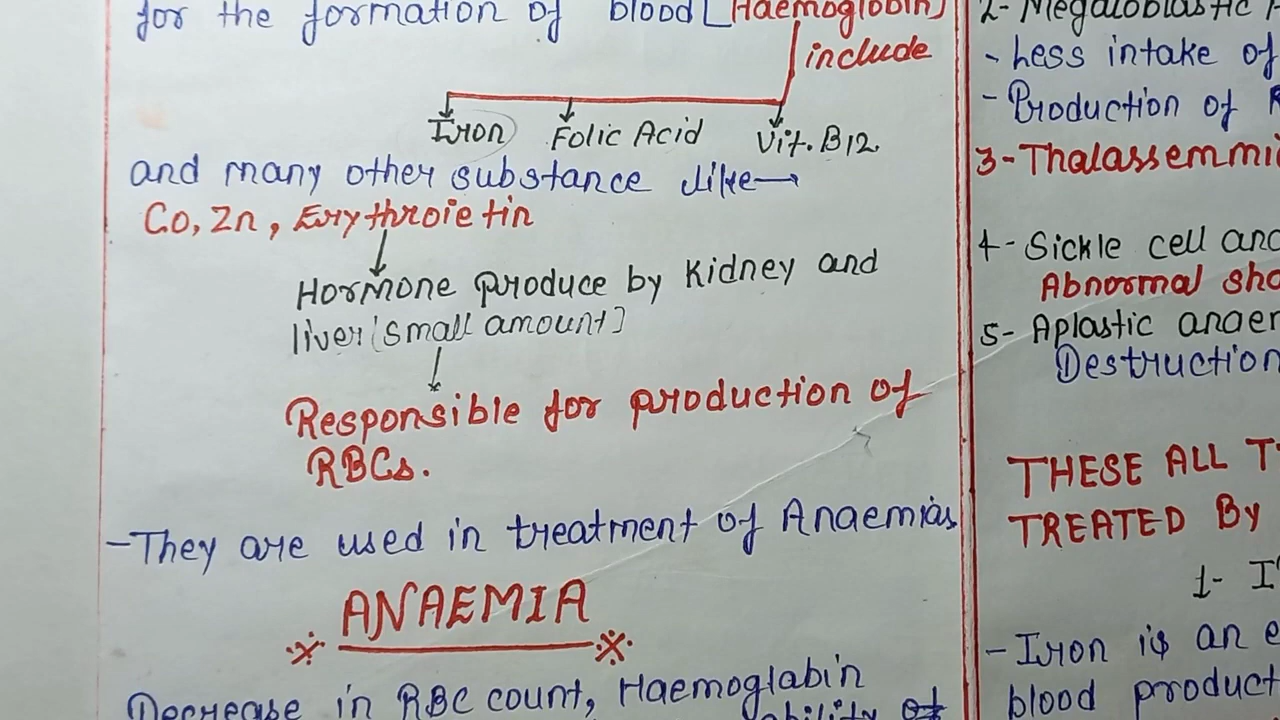 for the formation of blood [Haemoglobin]
include
Iron Folic Acid Vit. B12.
and many other substance like→
Co, Zn, Erythroietin
Hormone produce by kidney and
liver [small amount]
Responsible for production of
RBCs.
-They are used in treatment of Anaemias
ANAEMIA
Decrease in RBC count, Haemoglabin
2- Megaloblastic
- Less intake of
- Production of
3-Thalassemmi
4- Sickle cell
Abnormal
5- Aplastic
Destruction
THESE ALL
TREATED By
1-
-Iron is an
blood product